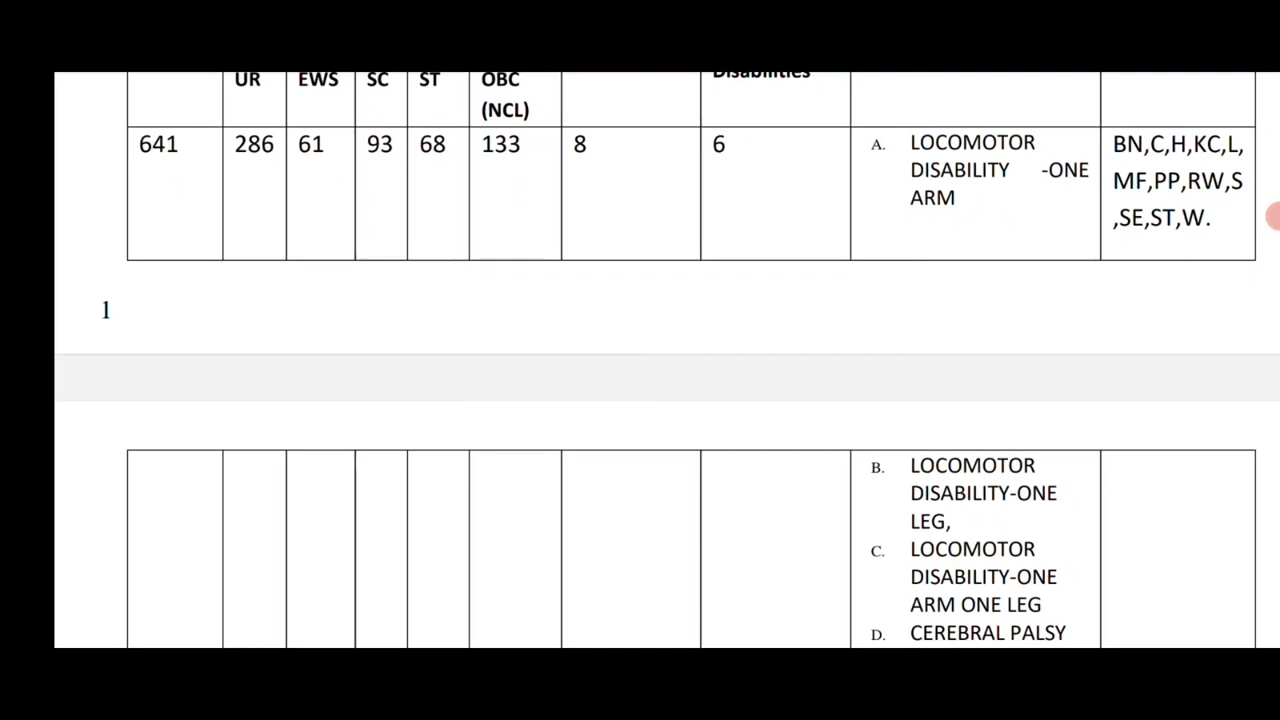 UR EWS SC ST OBC (NCL) Disabilities
641 286 61 93 68 133 8 6 A. LOCOMOTOR DISABILITY -ONE ARM BN,C,H,KC,L, MF,PP,RW,S ,SE,ST,W.
1
B. LOCOMOTOR
DISABILITY-ONE
LEG,
C. LOCOMOTOR
DISABILITY-ONE
ARM ONE LEG
D. CEREBRAL PALSY